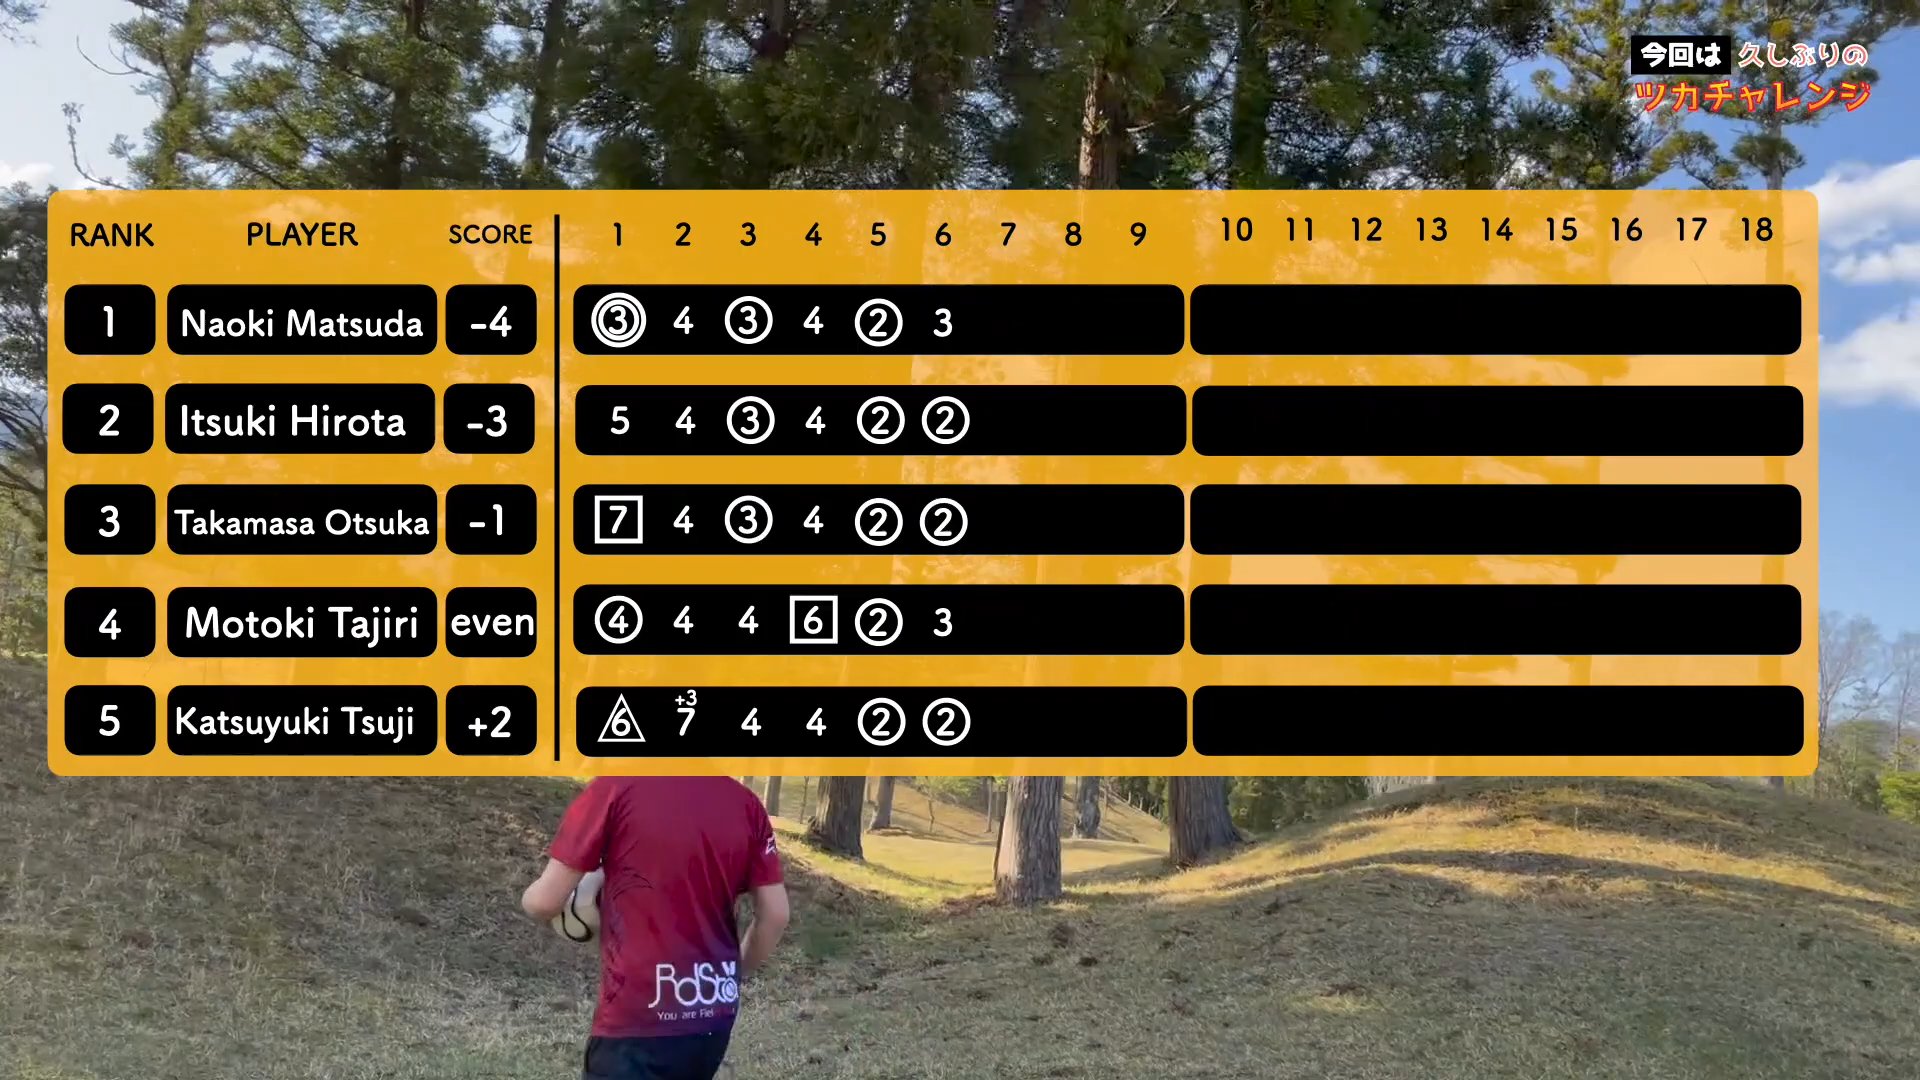 今回は 久しぶりの
ツカチャレンジ
RANK PLAYER SCORE 1 2 3 4 5 6 7 8 9 10 11 12 13 14 15 16 17 18
1 Naoki Matsuda -4 3 4 3 4 2 3
2 Itsuki Hirota -3 5 4 3 4 2 2
3 Takamasa Otsuka -1 7 4 3 4 2 2
4 Motoki Tajiri even 4 4 4 6 2 3
+3
5 Katsuyuki Tsuji +2 6 7 4 4 2 2
You are